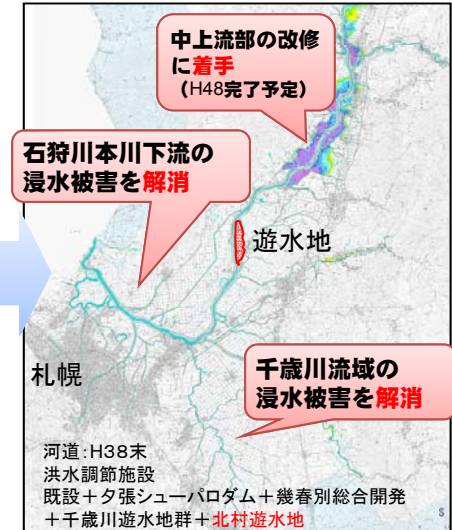 中上流部の改修
に着手
(H48完了予定)
石狩川本川下流の
浸水被害を解消
遊水地
千歳川流域の
浸水被害を解消
札幌
河道:H38末
洪水調節施設
既設+夕張シューパロダム+幾春別総合開発
+千歳川遊水地群+北村遊水地